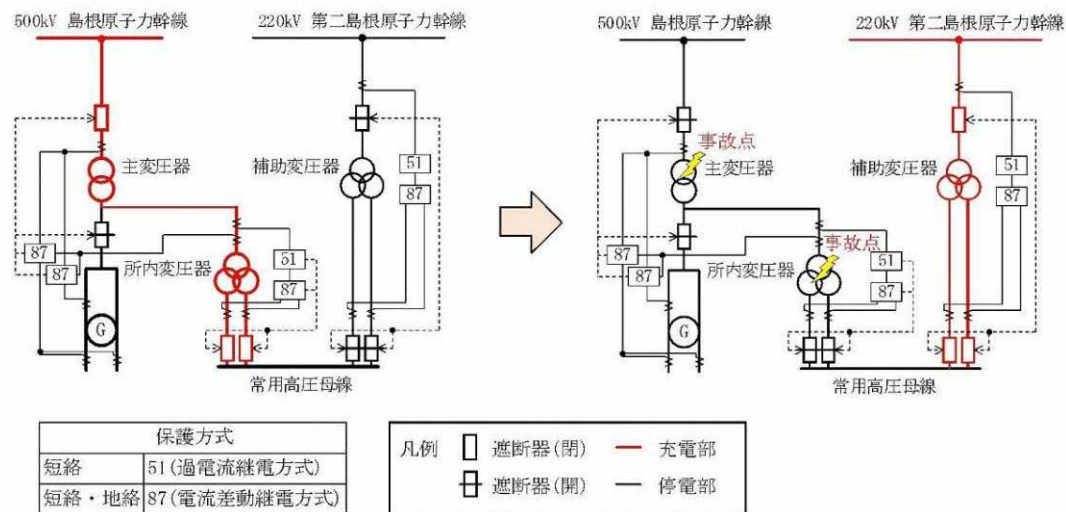 500kV 島根原子力幹線
220kV 第二島根原子力幹線
主変圧器
補助変圧器
51
87
87
87
所内変圧器
51
87
G
常用高圧母線
500kV 島根原子力幹線
220kV 第二島根原子力幹線
事故点
主変圧器
補助変圧器
51
87
事故点
87
87
所内変圧器
51
87
G
常用高圧母線
保護方式
短絡 51(過電流継電方式)
短絡・地絡 87(電流差動継電方式)
凡例 遮断器(閉) 充電部
遮断器(開) 停電部